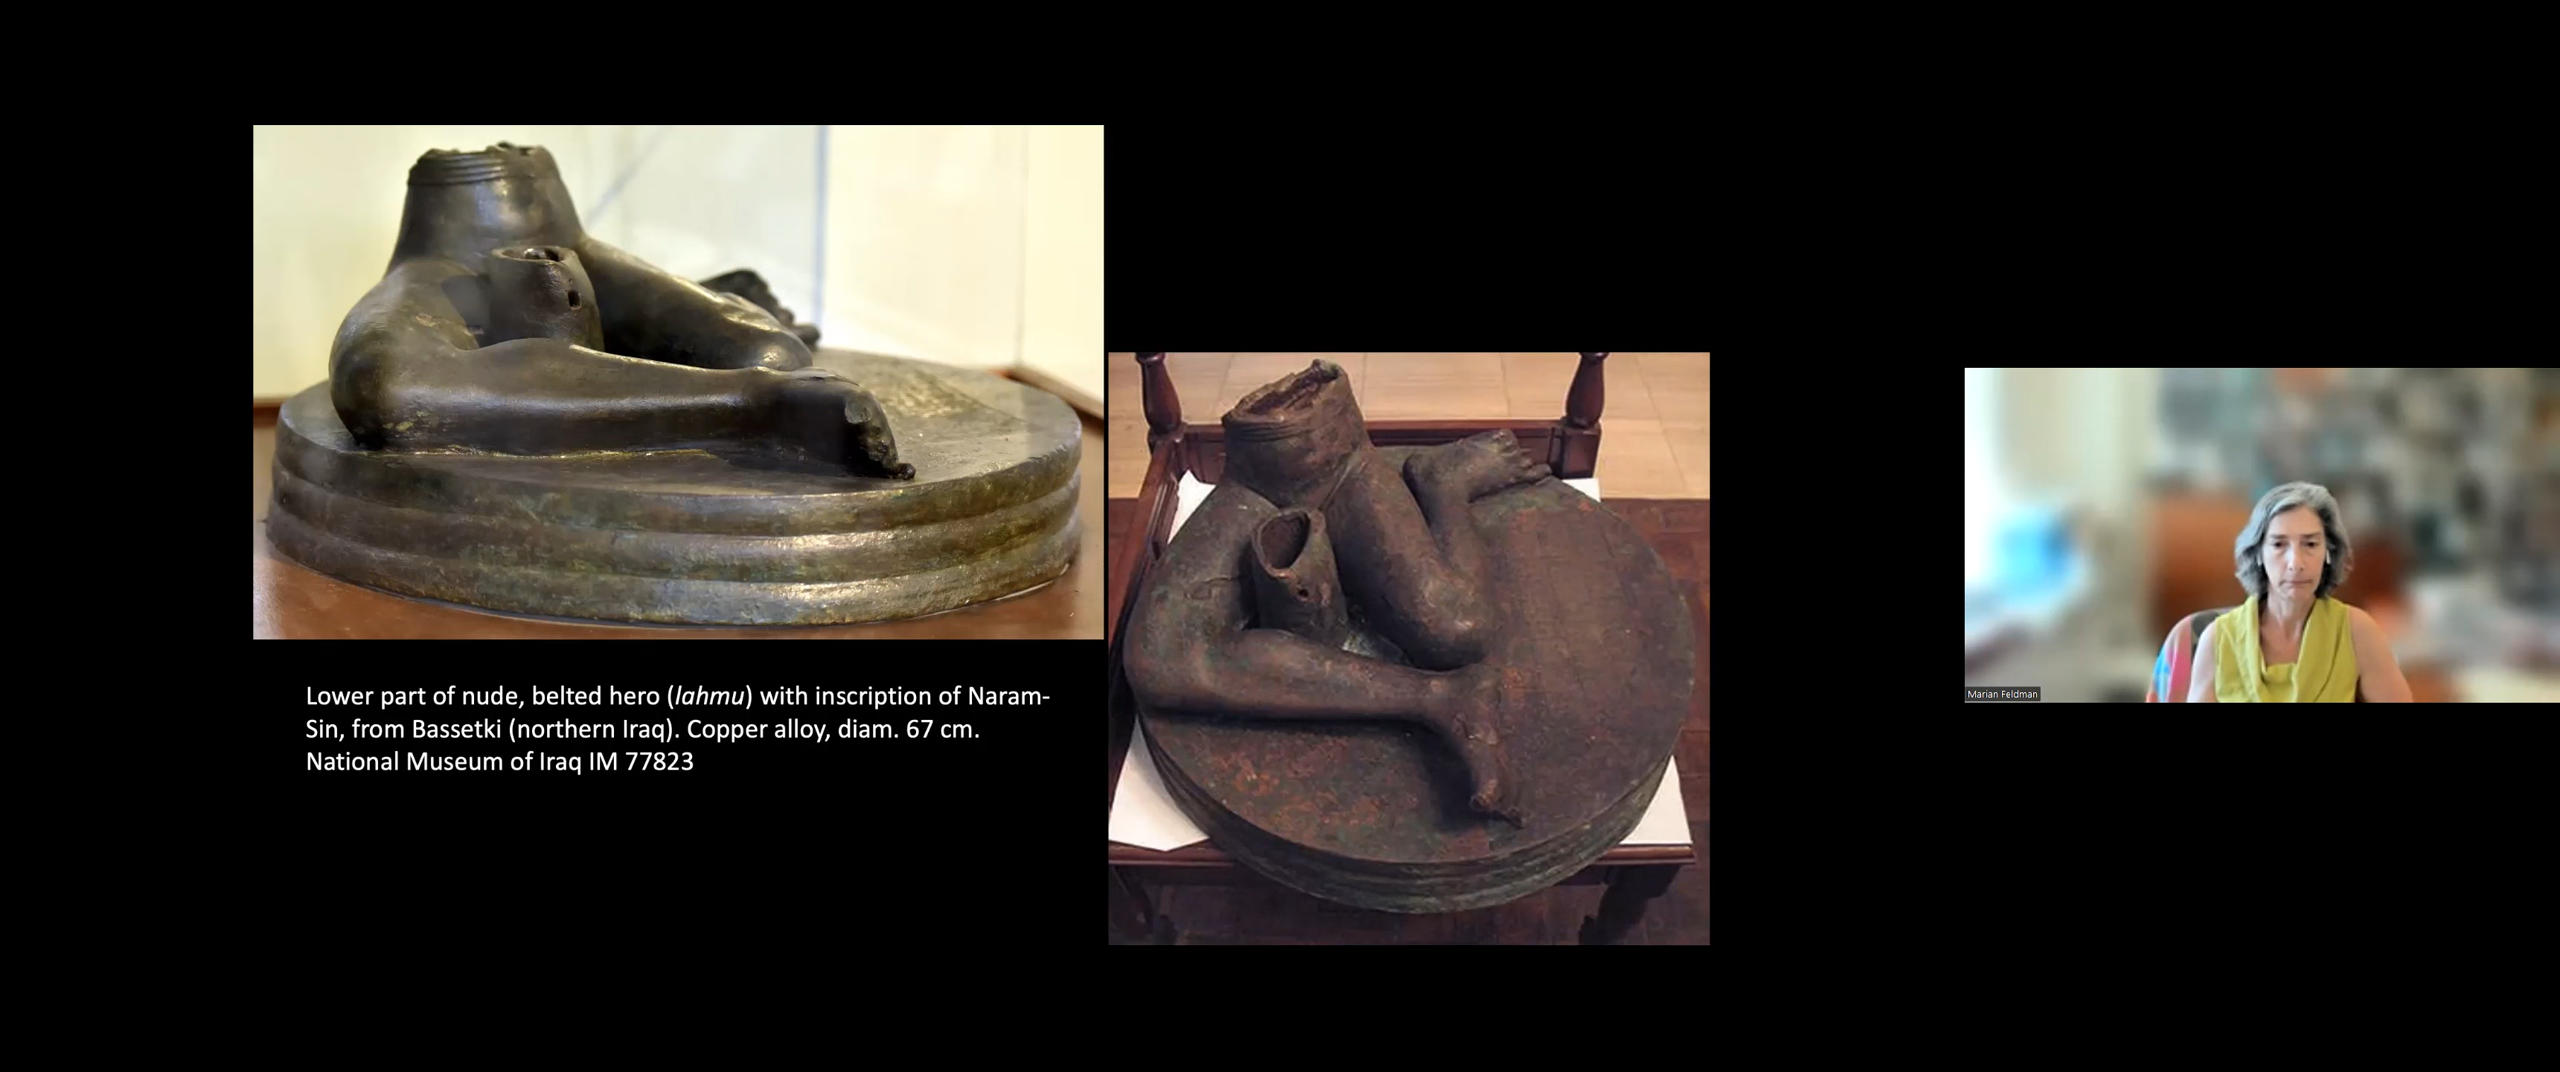 Lower part of nude, belted hero (lahmu) with inscription of Naram-
Sin, from Bassetki (northern Iraq). Copper alloy, diam. 67 cm.
National Museum of Iraq IM 77823
Marian Feldman